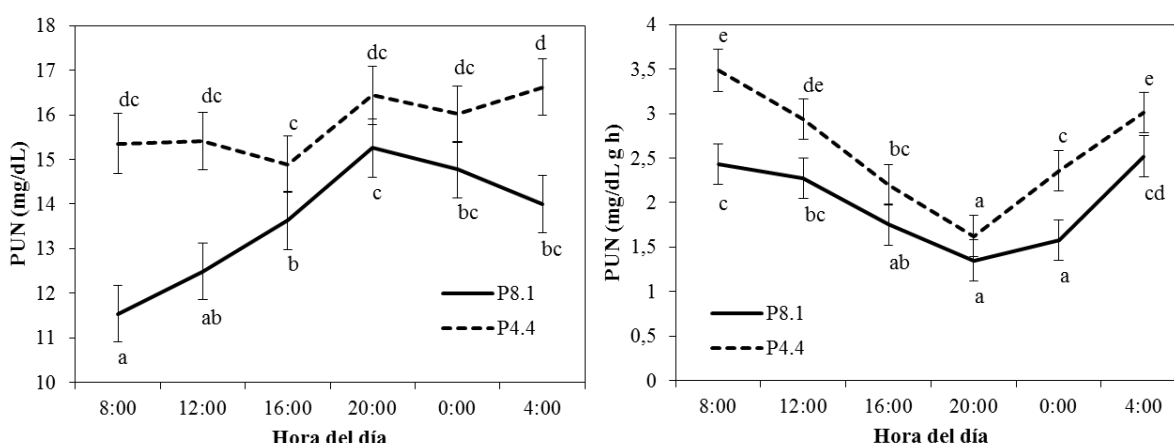 PUN (mg/dL)
18
17
16
15
14
13
12
11
10
dc
dc
c
dc
dc
d
a
ab
b
c
bc
bc
P8.1
P4.4
8:00 12:00 16:00 20:00 0:00 4:00
Hora del día
PUN (mg/dL g h)
4
3,5
3
2,5
2
1,5
1
0,5
0
e
de
bc
a
c
e
c
bc
ab
a
a
cd
P8.1
P4.4
8:00 12:00 16:00 20:00 0:00 4:00
Hora del día